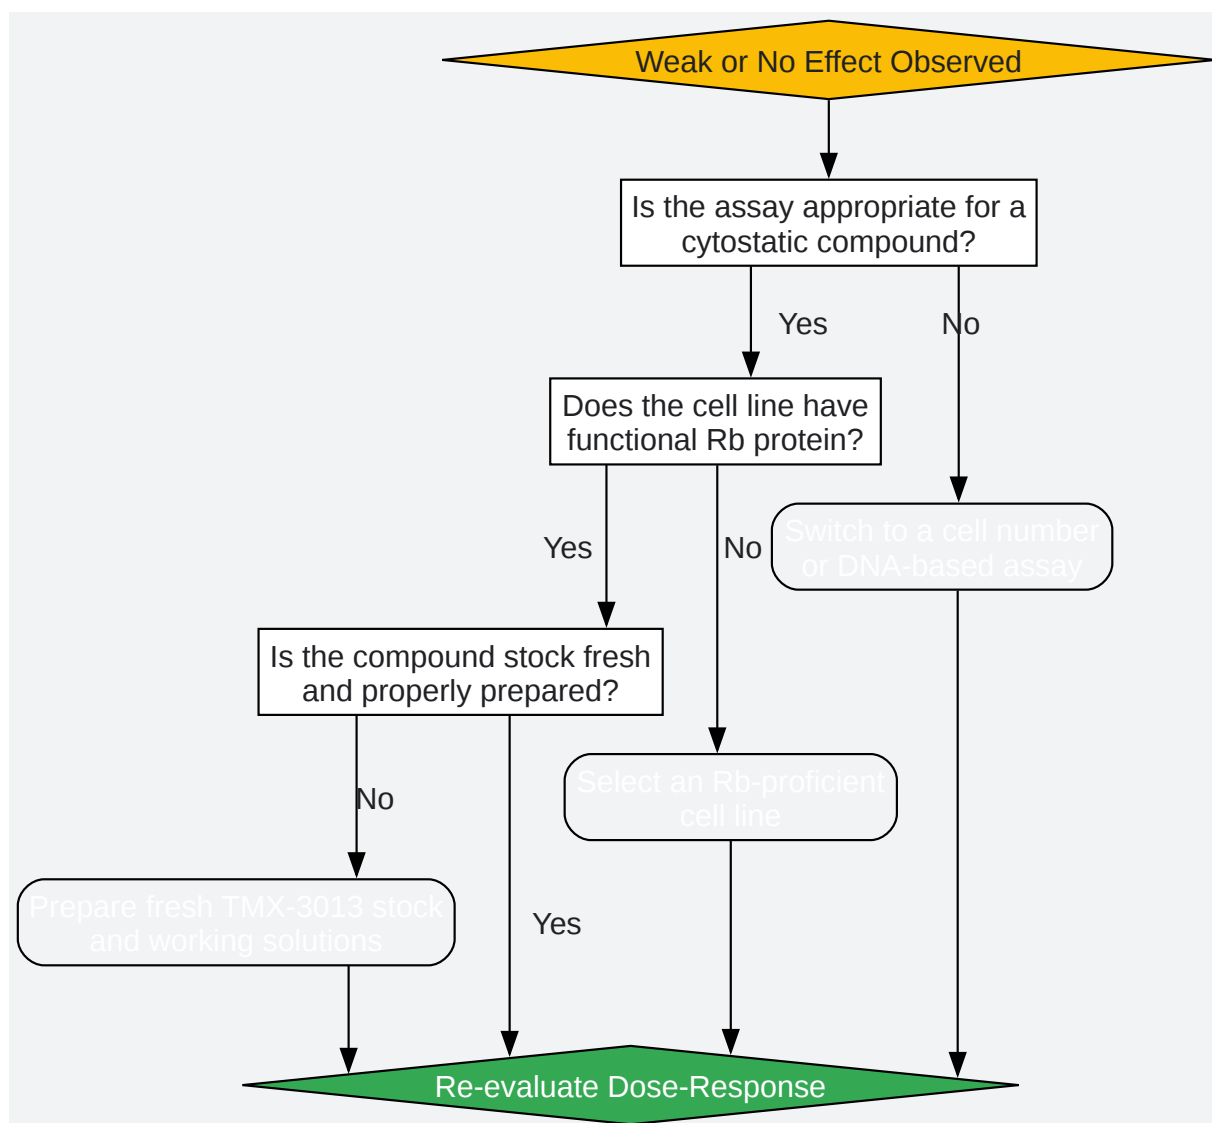 Weak or No Effect Observed
Is the assay appropriate for a
cytostatic compound?
Yes
No
Does the cell line have
functional Rb protein?
Yes
No
Switch to a cell number
or DNA-based assay
Is the compound stock fresh
and properly prepared?
No
Select an Rb-proficient
cell line
Prepare fresh TMX-3013 stock
and working solutions
Yes
Re-evaluate Dose-Response